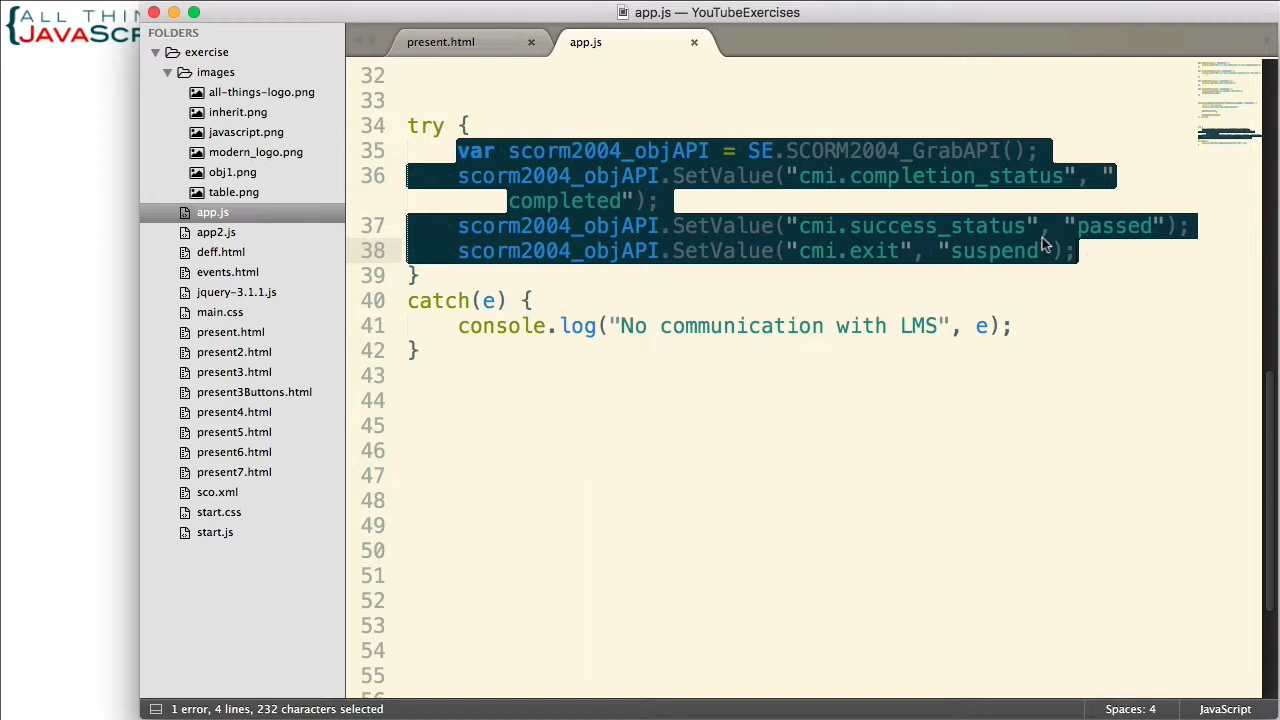 {ALL THIN
JAVASCR
app.js — YouTubeExercises
FOLDERS
exercise
images
all-things-logo.png
inherit.png
javascript.png
modern_logo.png
obj1.png
table.png
app.js
app2.js
deff.html
events.html
jquery-3.1.1.js
main.css
present.html
present2.html
present3.html
present3Buttons.html
present4.html
present5.html
present6.html
present7.html
sco.xml
start.css
start.js
present.html ×
app.js ×
32
33
34 try {
35 var scorm2004_objAPI = SE.SCORM2004_GrabAPI();
36 scorm2004_objAPI.SetValue("cmi.completion_status", "
completed");
37 scorm2004_objAPI.SetValue("cmi.success_status", "passed");
38 scorm2004_objAPI.SetValue("cmi.exit", "suspend");
39 }
40 catch(e) {
41 console.log("No communication with LMS", e);
42 }
43
44
45
46
47
48
49
50
51
52
53
54
55
1 error, 4 lines, 232 characters selected
Spaces: 4
JavaScript